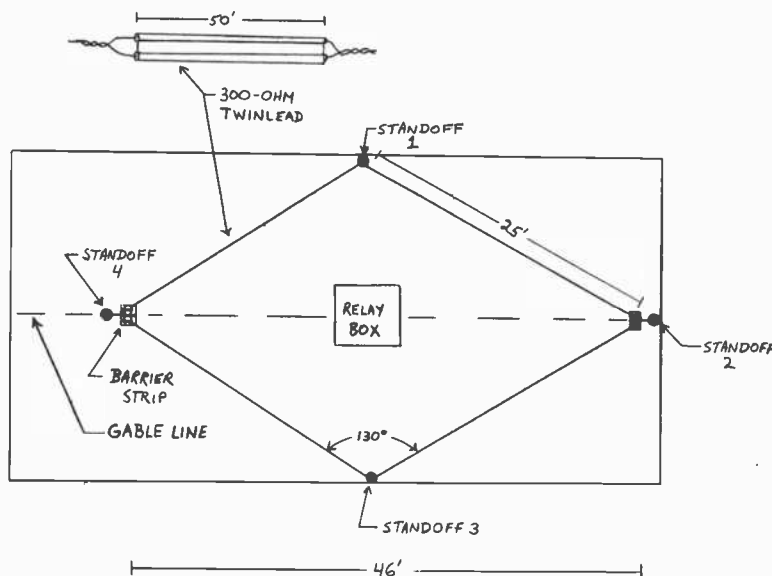 50'
300-OHM
TWINLEAD
STANDOFF
1
25'
STANDOFF
4
RELAY
BOX
STANDOFF
2
BARRIER
STRIP
GABLE LINE
130°
STANDOFF 3
46'